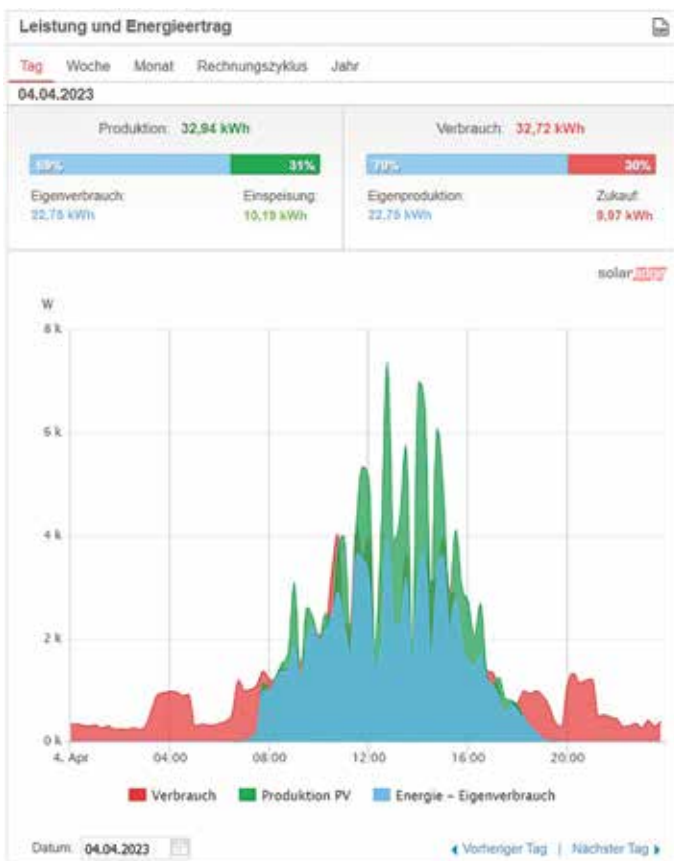 Leistung und Energieertrag
Tag Woche Monat Rechnungszyklus Jahr
04.04.2023
Produktion: 32,94 kWh Verbrauch: 32,72 kWh
69% 31% 70% 30%
Eigenverbrauch: Einspeisung: Eigenproduktion: Zukauf:
22,75 kWh 10,19 kWh 22,75 kWh 9,97 kWh
solaredge
W
8 k
6 k
4 k
2 k
0 k
4. Apr 04:00 08:00 12:00 16:00 20:00
Verbrauch Produktion PV Energie - Eigenverbrauch
Datum: 04.04.2023 Vorheriger Tag | Nächster Tag